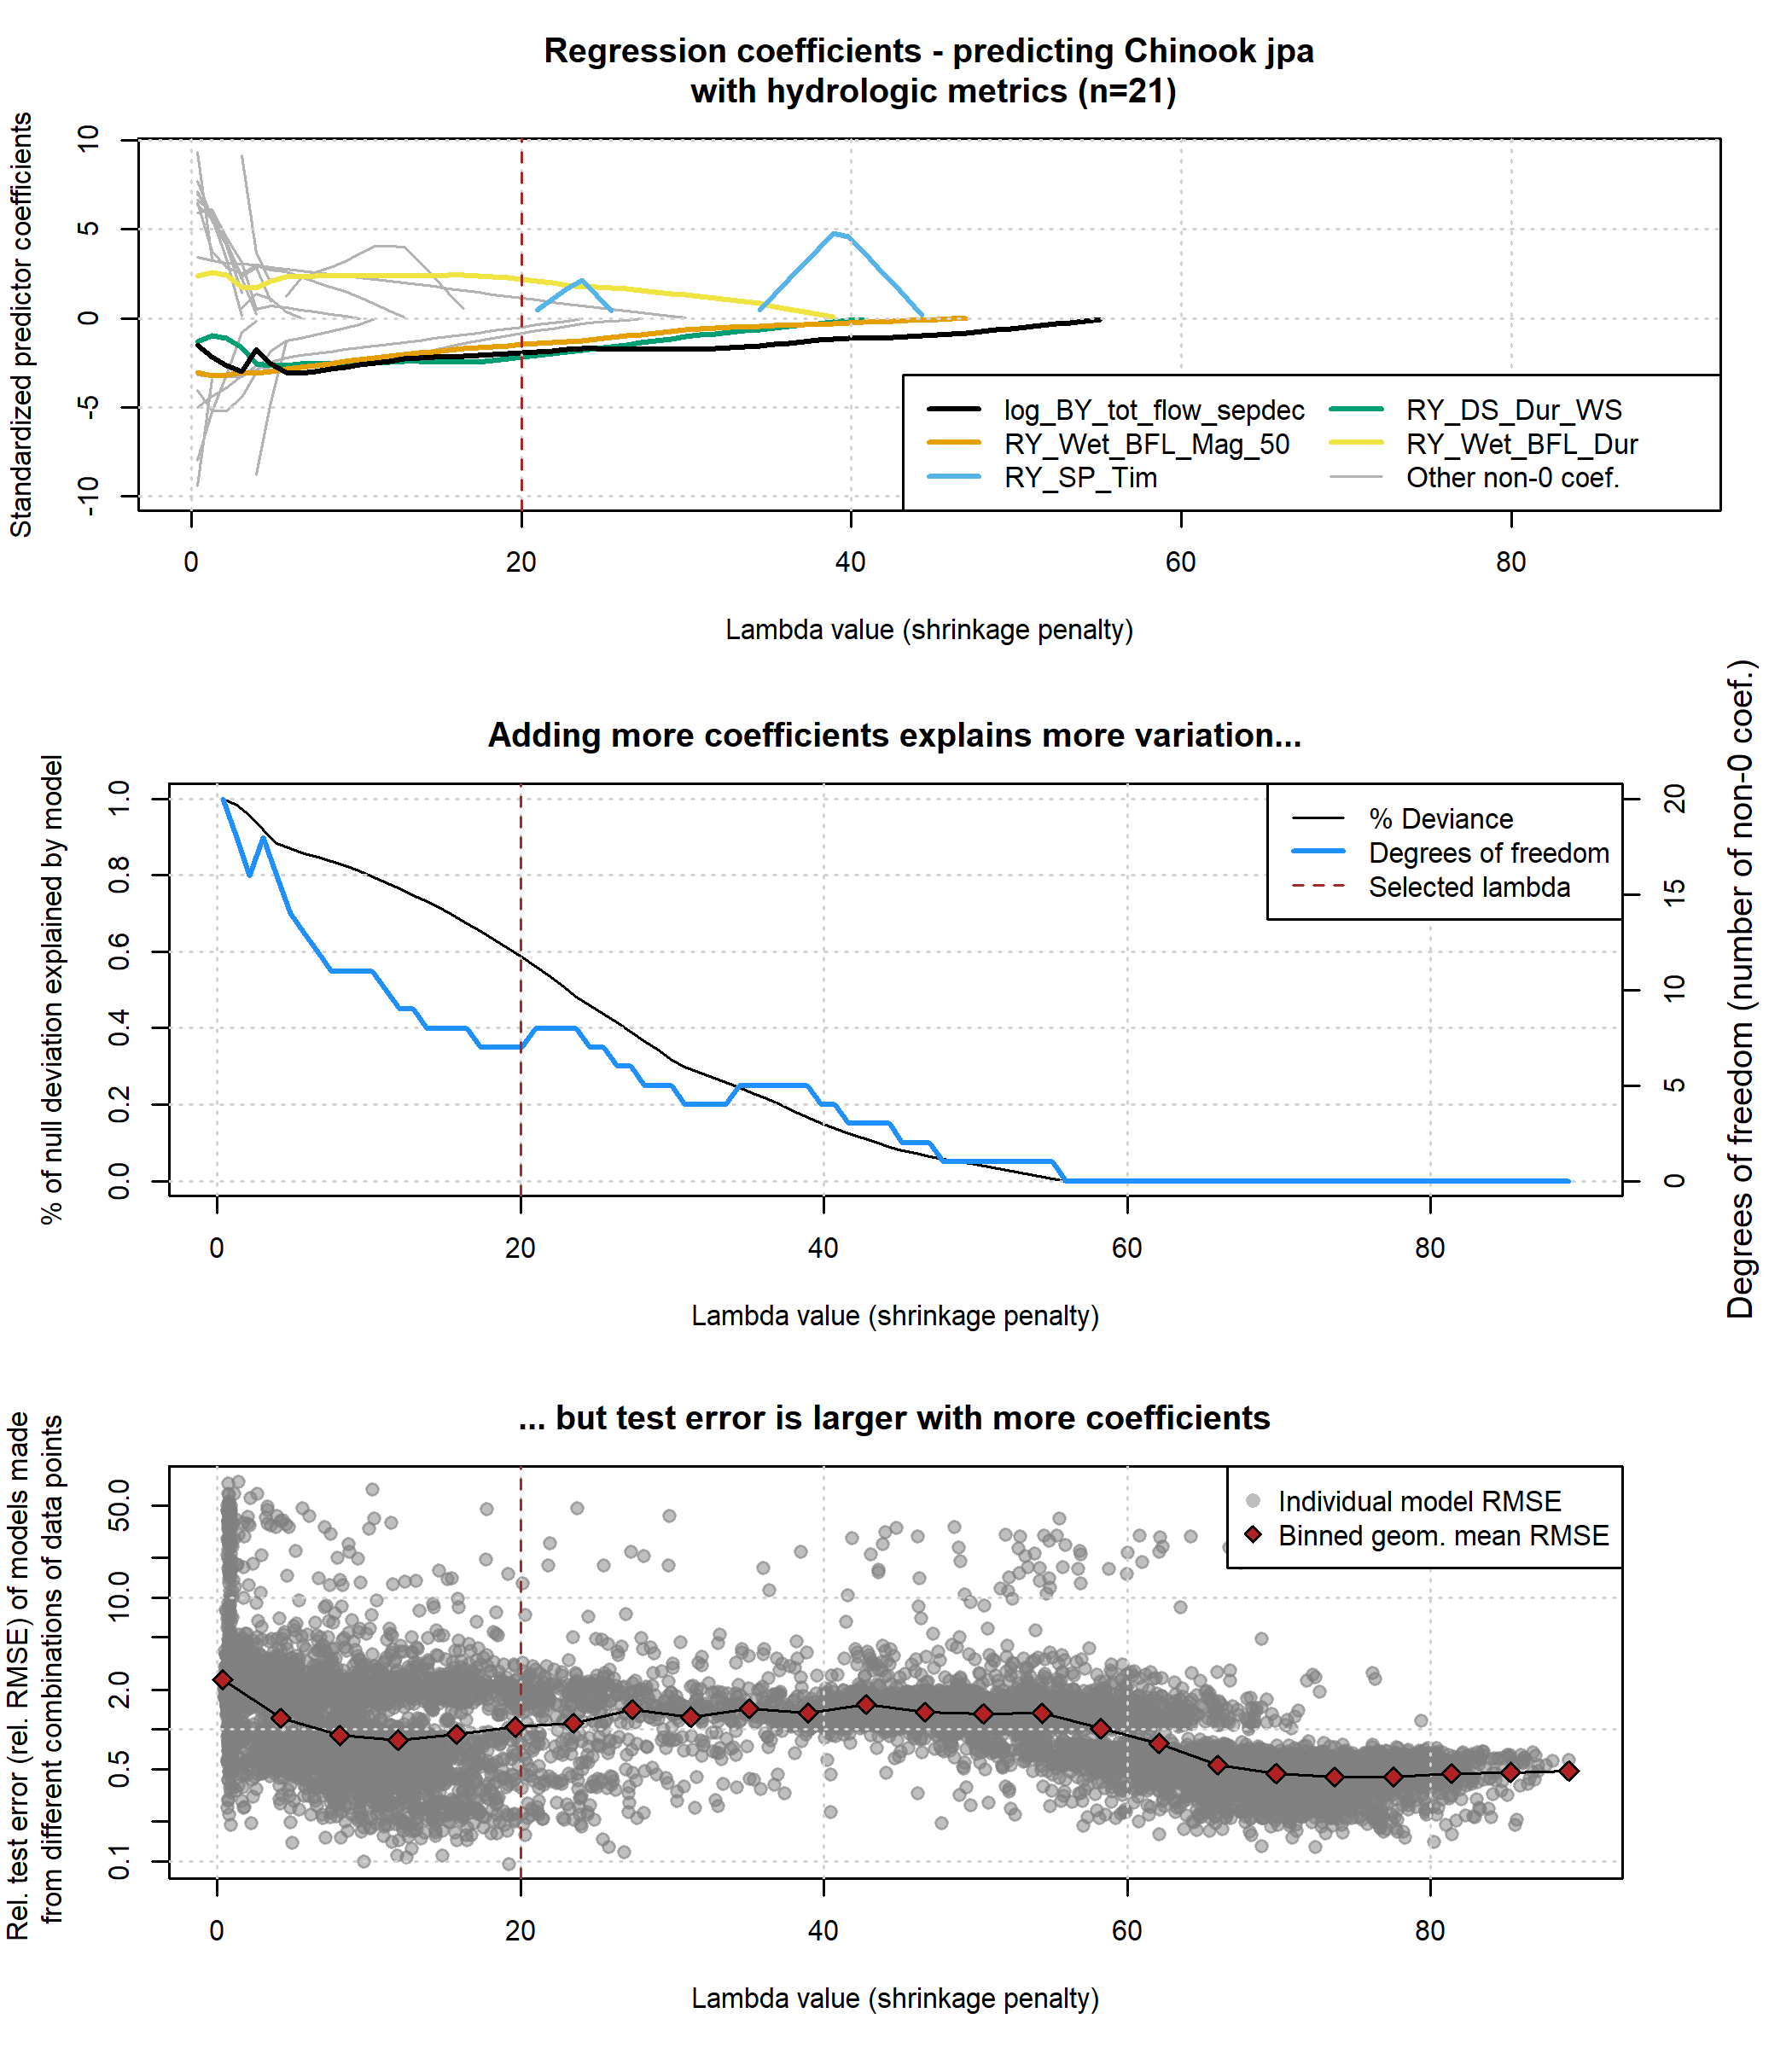 Regression coefficients - predicting Chinook jpa
with hydrologic metrics (n=21)
Standardized predictor coefficients
10
5
0
-5
-10
log_BY_tot_flow_sepdec
RY_Wet_BFL_Mag_50
RY_SP_Tim
RY_DS_Dur_WS
RY_Wet_BFL_Dur
Other non-0 coef.
0 20 40 60 80
Lambda value (shrinkage penalty)
Adding more coefficients explains more variation...
% of null deviation explained by model
1.0
0.8
0.6
0.4
0.2
0.0
% Deviance
Degrees of freedom
Selected lambda
20
15
10
5
0
Degrees of freedom (number of non-0 coef.)
0 20 40 60 80
Lambda value (shrinkage penalty)
... but test error is larger with more coefficients
Rel. test error (rel. RMSE) of models made
from different combinations of data points
50.0
10.0
2.0
0.5
0.1
Individual model RMSE
Binned geom. mean RMSE
0 20 40 60 80
Lambda value (shrinkage penalty)